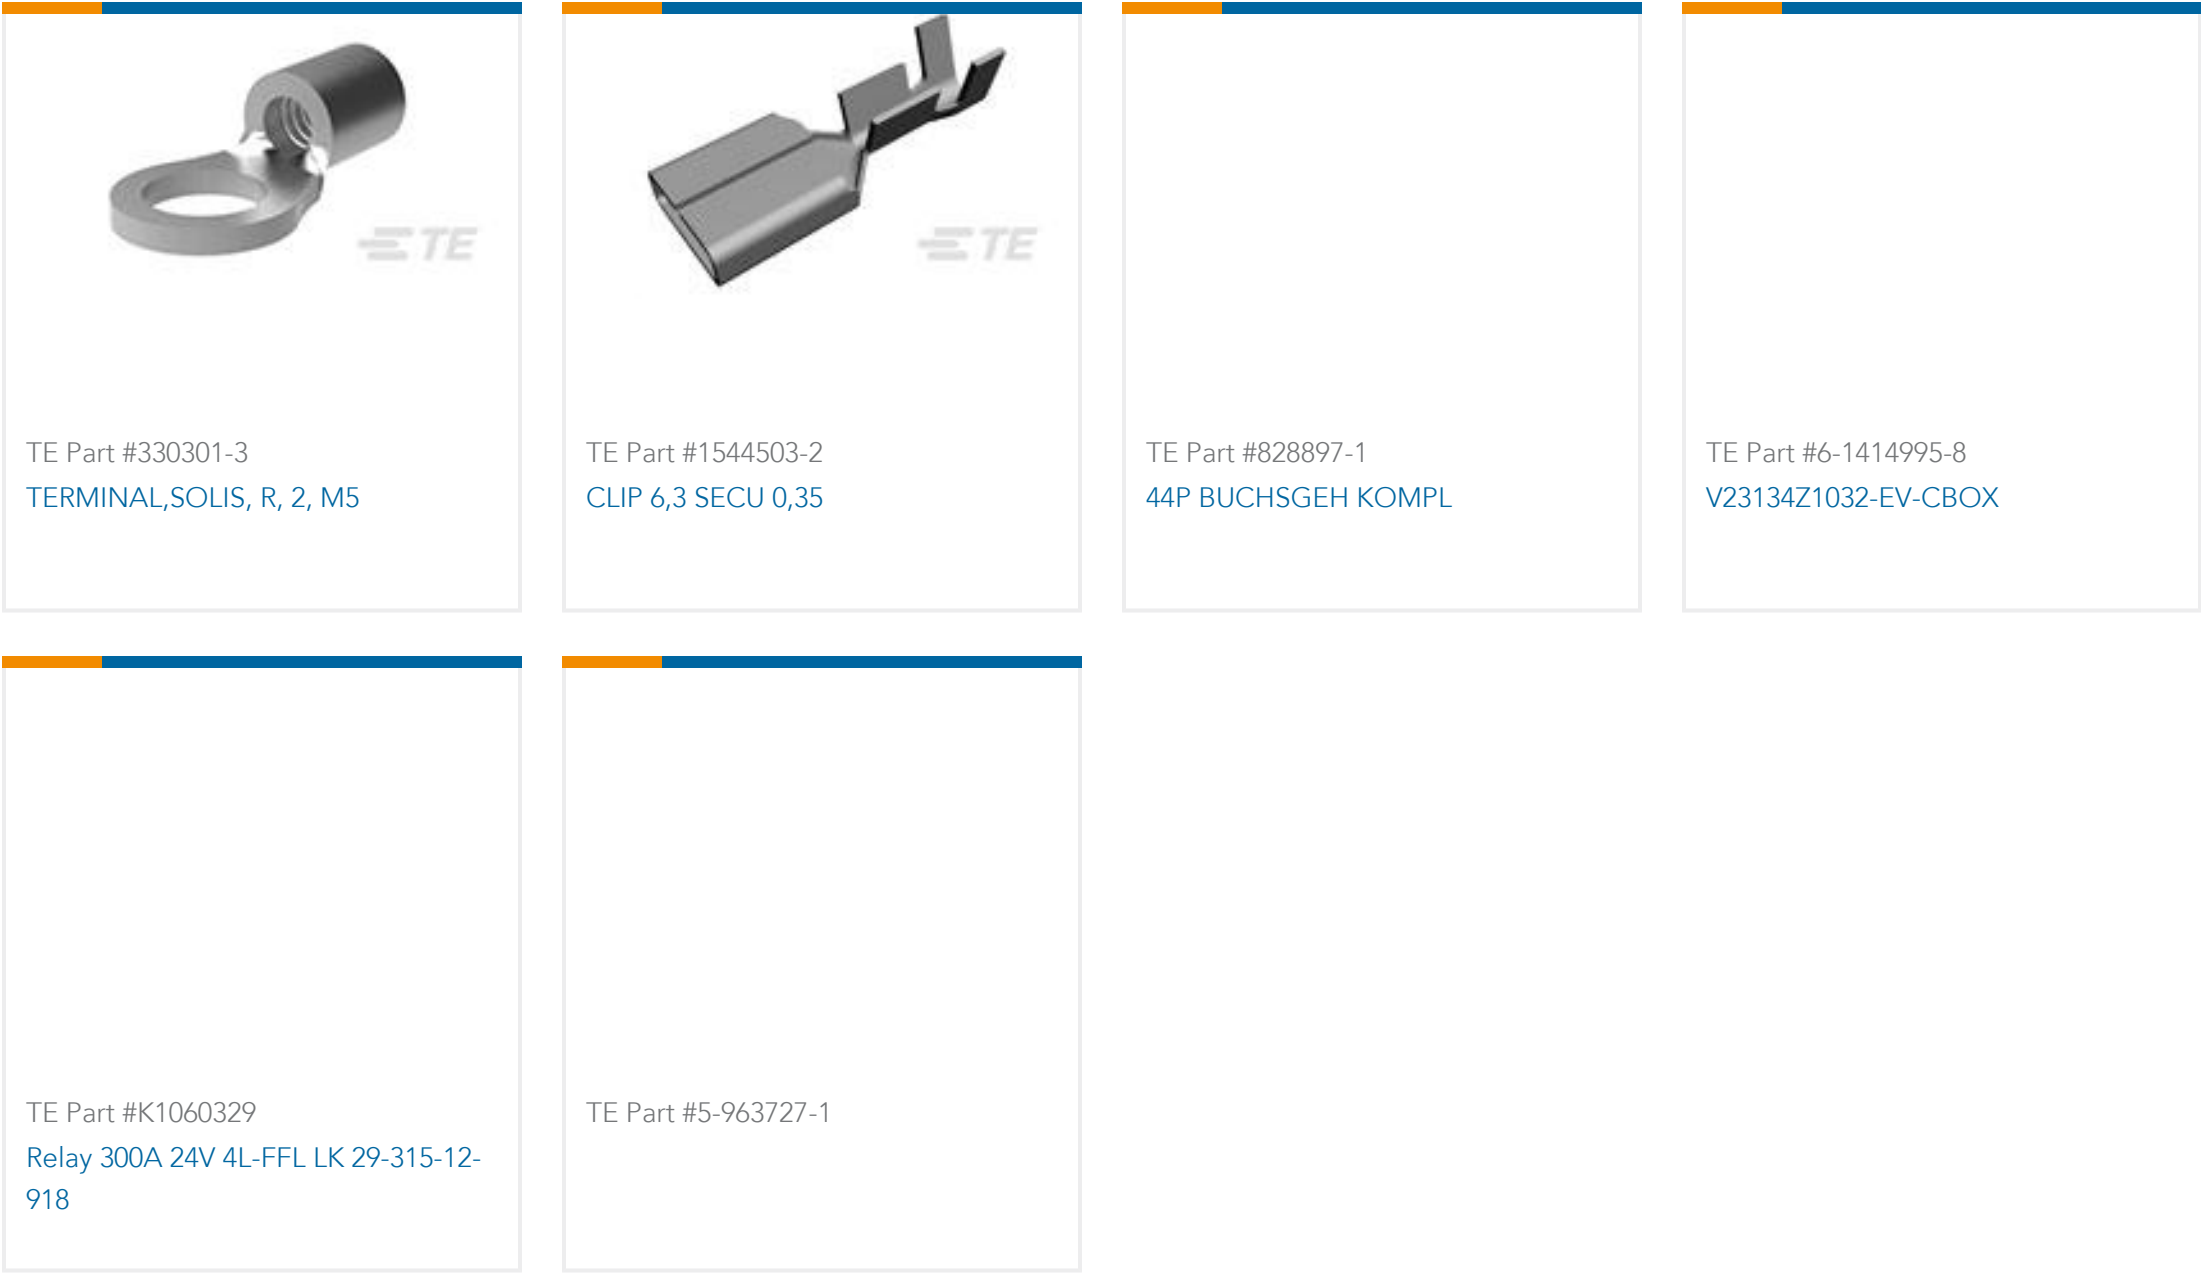 TE
TE
TE Part #330301-3
TERMINAL,SOLIS, R, 2, M5
TE Part #1544503-2
CLIP 6,3 SECU 0,35
TE Part #828897-1
44P BUCHSGEH KOMPL
TE Part #6-1414995-8
V23134Z1032-EV-CBOX
TE Part #K1060329
Relay 300A 24V 4L-FFL LK 29-315-12-
918
TE Part #5-963727-1